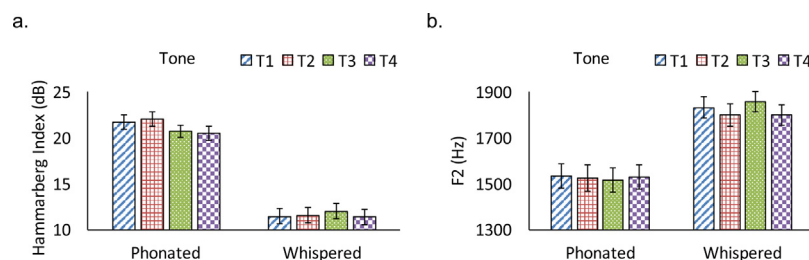 a.
Tone
T1 T2 T3 T4
Hammarberg Index (dB)
25
20
15
10
Phonated Whispered
b.
Tone
T1 T2 T3 T4
F2 (Hz)
1900
1700
1500
1300
Phonated Whispered